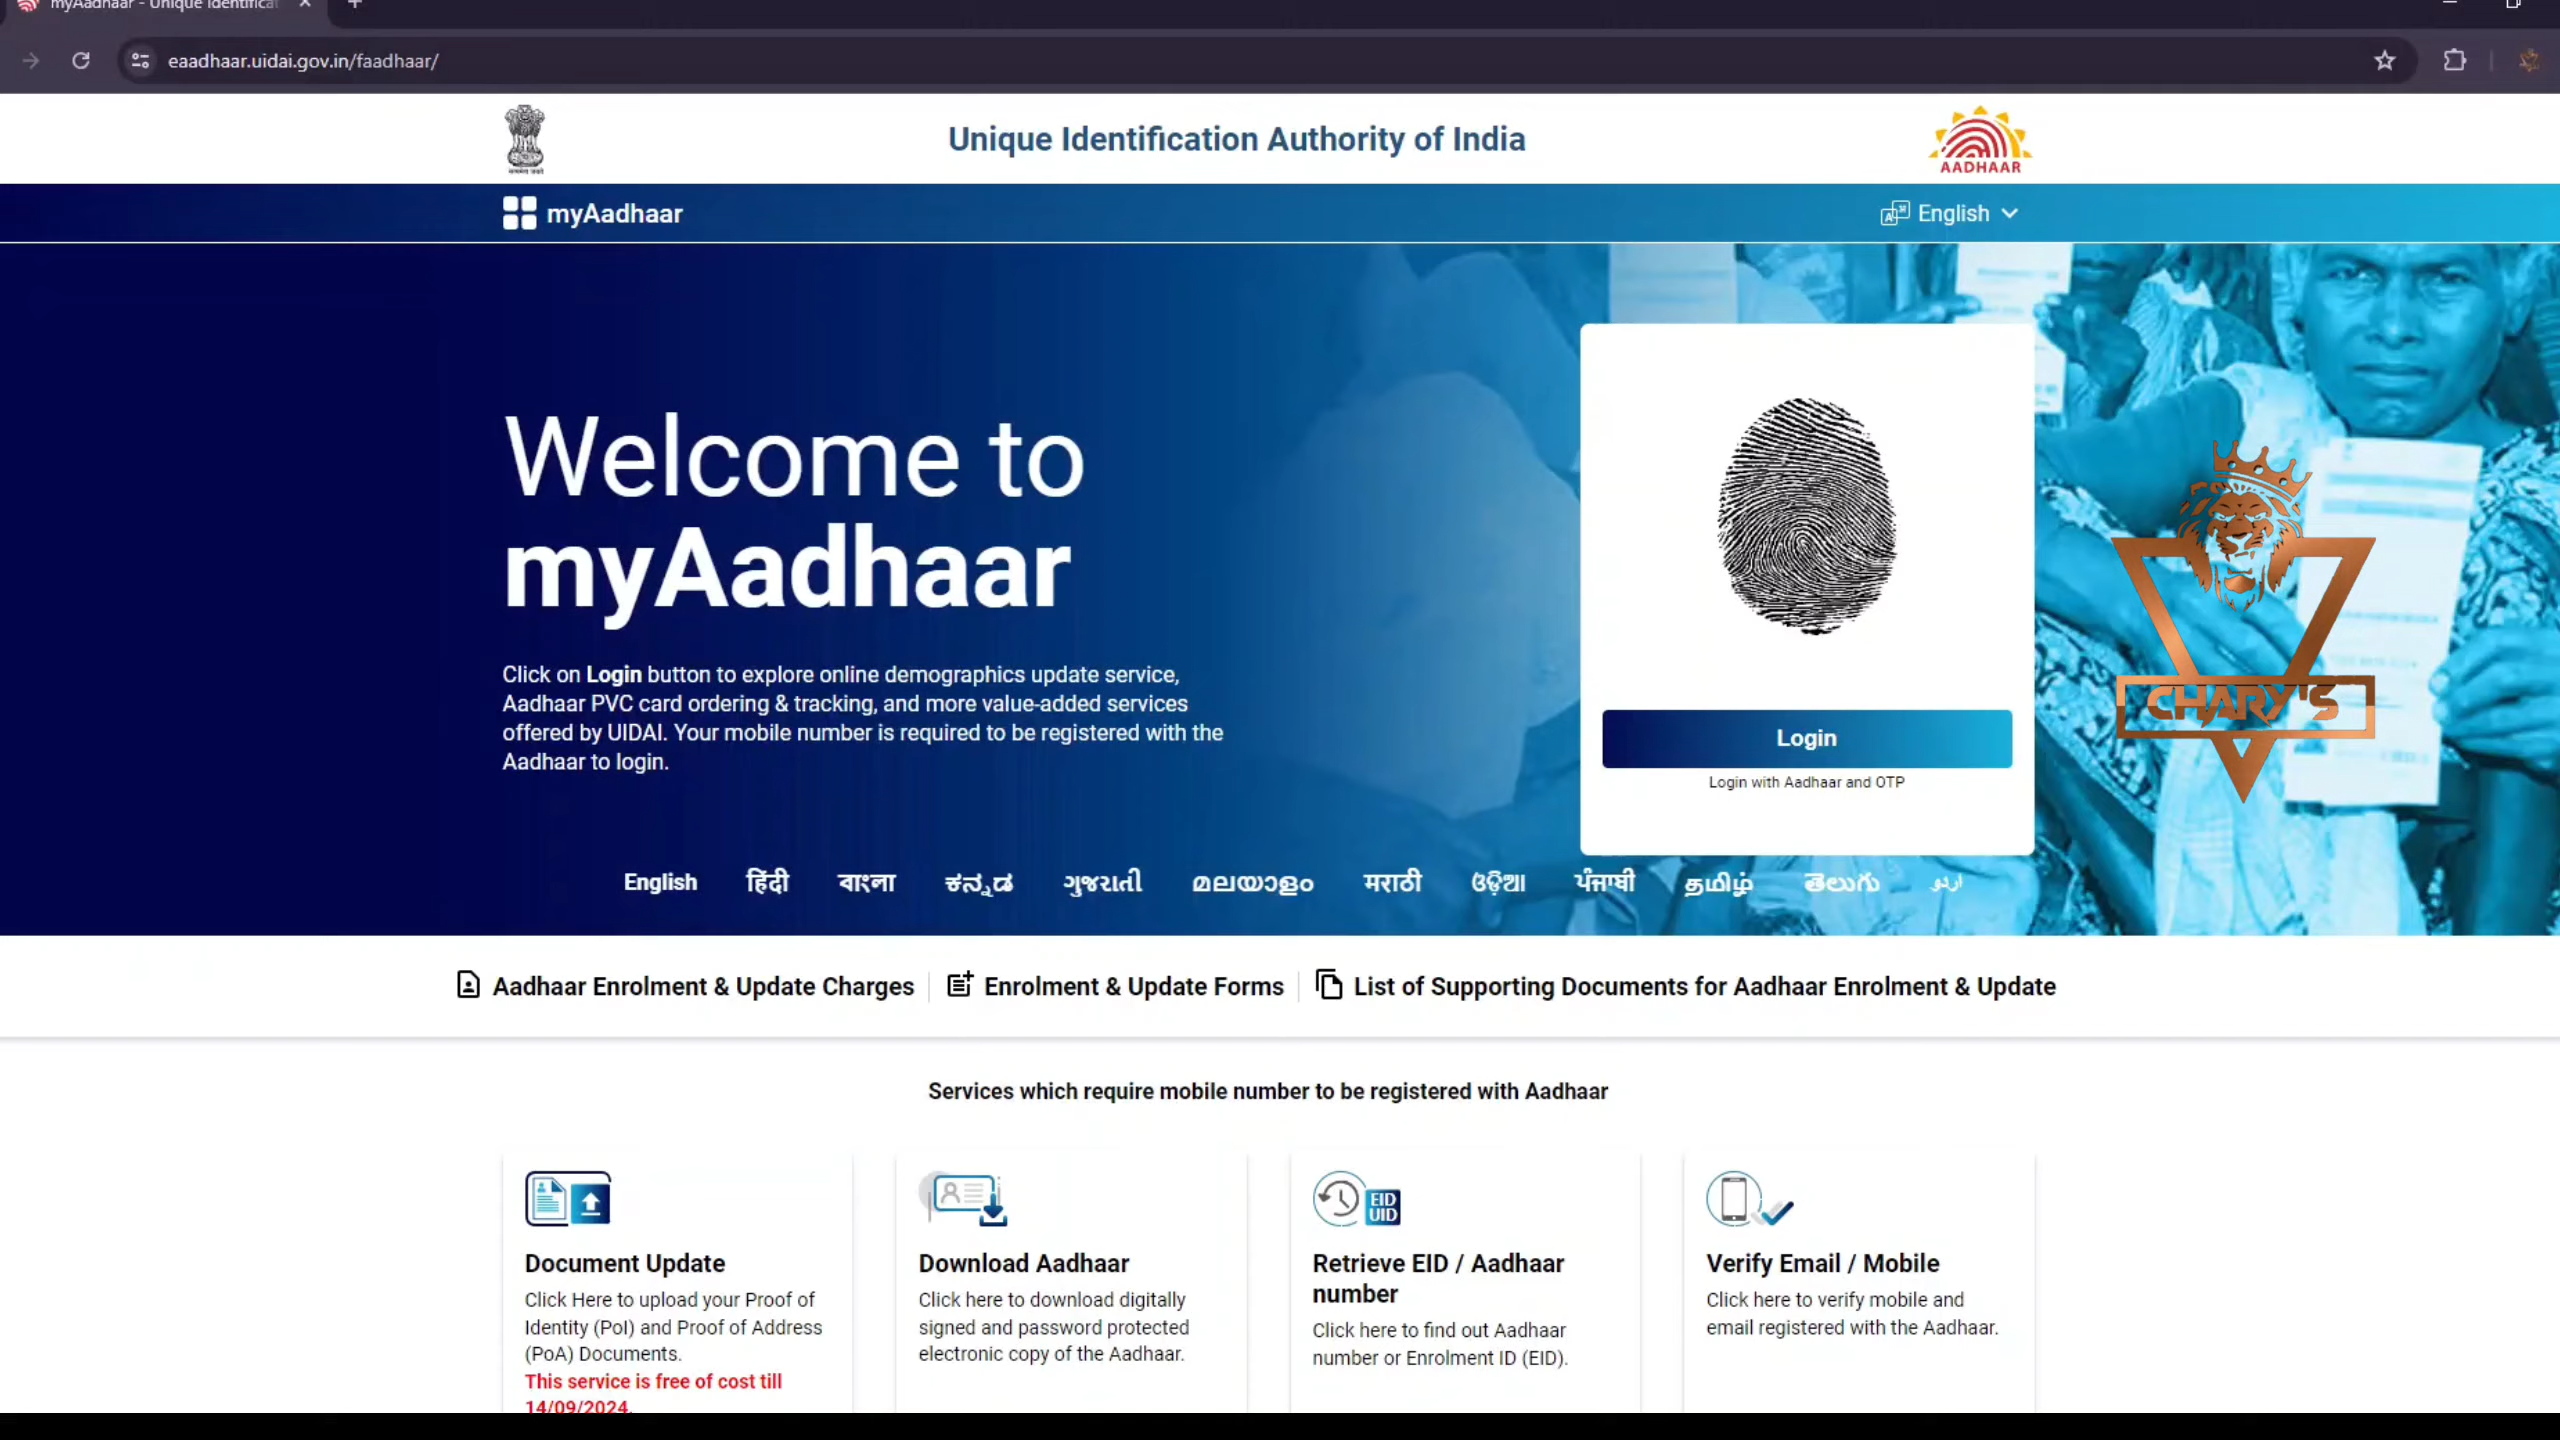 myAadhaar - Unique Identificat
eaadhaar.uidai.gov.in/faadhaar/
Unique Identification Authority of India
AADHAAR
myAadhaar
English
Welcome to
myAadhaar
Click on Login button to explore online demographics update service,
Aadhaar PVC card ordering & tracking, and more value-added services
offered by UIDAI. Your mobile number is required to be registered with the
Aadhaar to login.
Login
Login with Aadhaar and OTP
CHARY'S
English हिंदी বাংলা ಕನ್ನಡ ગુજરાતી മലയാളം मराठी ଓଡ଼ିଆ ਪੰਜਾਬੀ தமிழ் తెలుగు اردو
Aadhaar Enrolment & Update Charges
Enrolment & Update Forms
List of Supporting Documents for Aadhaar Enrolment & Update
Services which require mobile number to be registered with Aadhaar
Document Update
Click Here to upload your Proof of
Identity (PoI) and Proof of Address
(PoA) Documents.
This service is free of cost till
14/09/2024.
Download Aadhaar
Click here to download digitally
signed and password protected
electronic copy of the Aadhaar.
EID
UID
Retrieve EID / Aadhaar
number
Click here to find out Aadhaar
number or Enrolment ID (EID).
Verify Email / Mobile
Click here to verify mobile and
email registered with the Aadhaar.